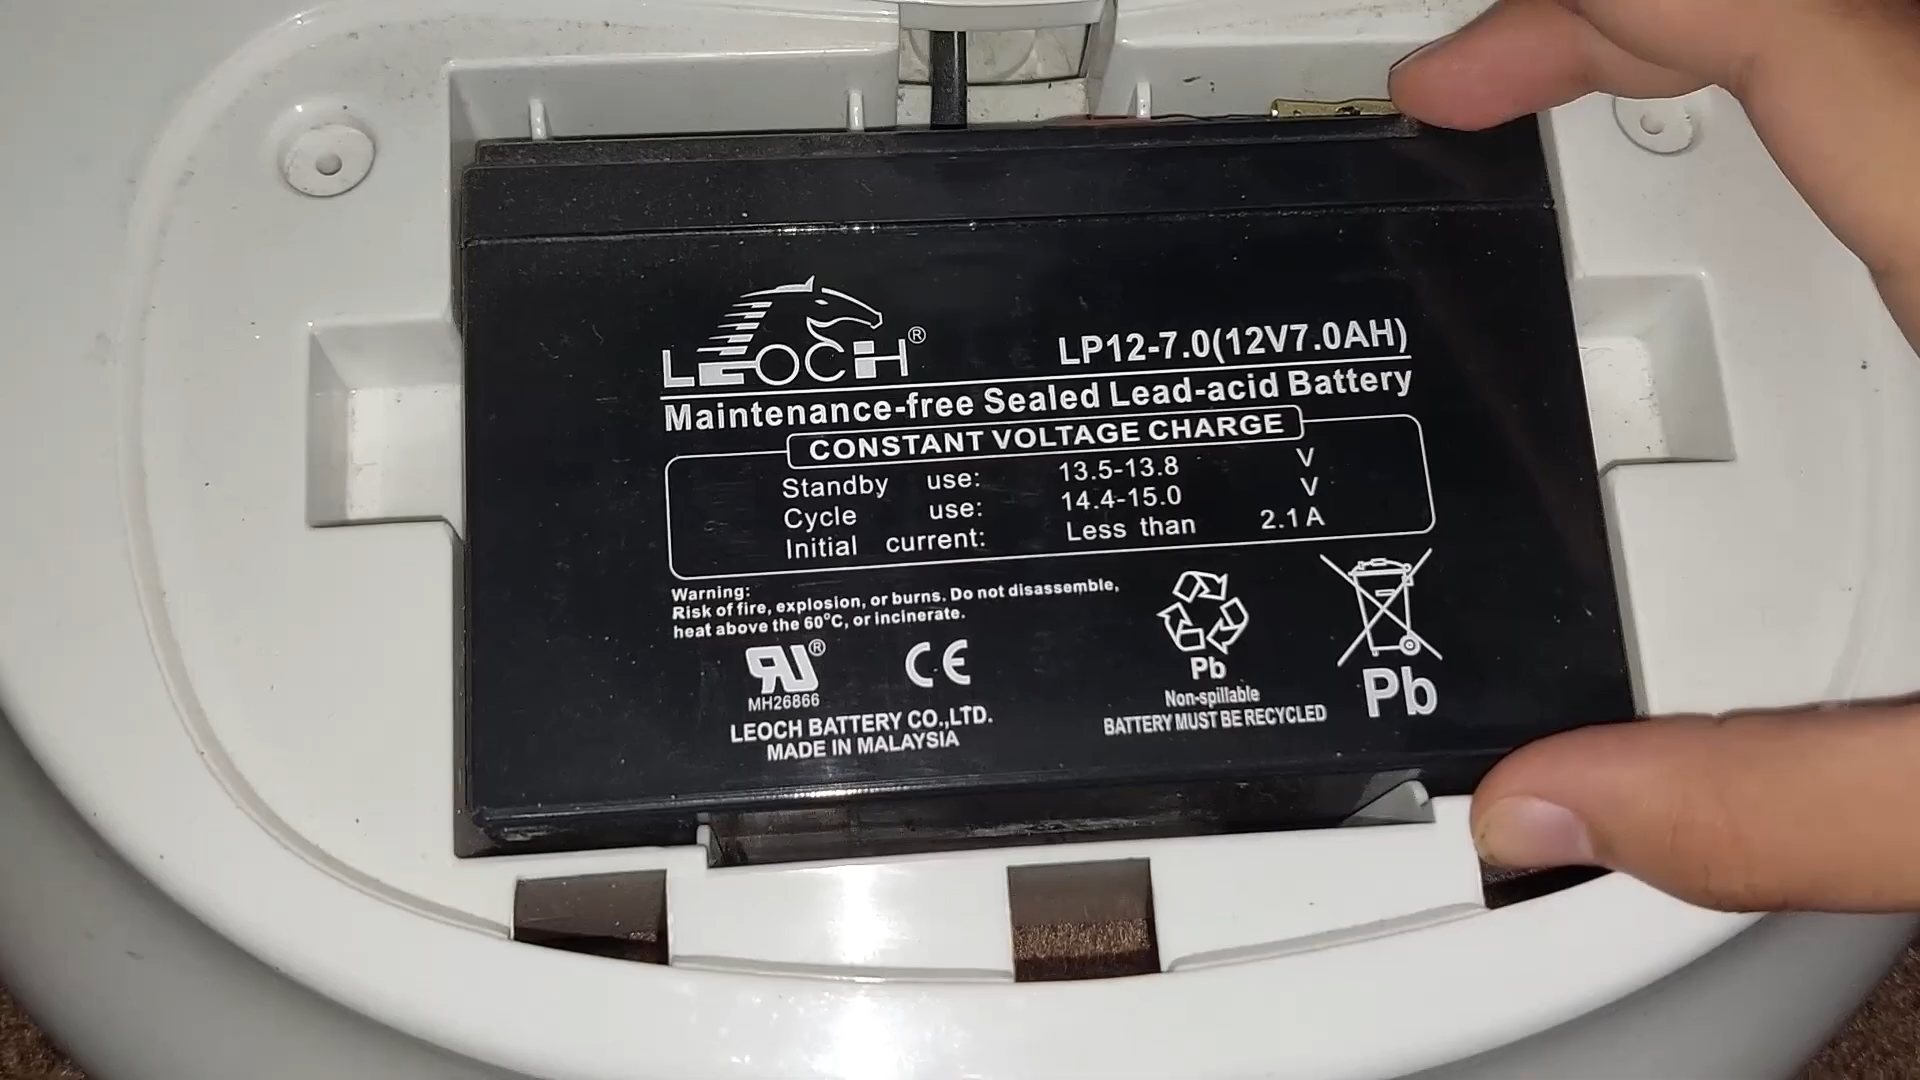 LEOCH®
LP12-7.0(12V7.0AH)
Maintenance-free Sealed Lead-acid Battery
CONSTANT VOLTAGE CHARGE
Standby use: 13.5-13.8 V
Cycle use: 14.4-15.0 V
Initial current: Less than 2.1 A
Warning:
Risk of fire, explosion, or burns. Do not disassemble,
heat above the 60°C, or incinerate.
RU®
MH26866
CE
LEOCH BATTERY CO.,LTD.
MADE IN MALAYSIA
Pb
Non-spillable
BATTERY MUST BE RECYCLED
Pb